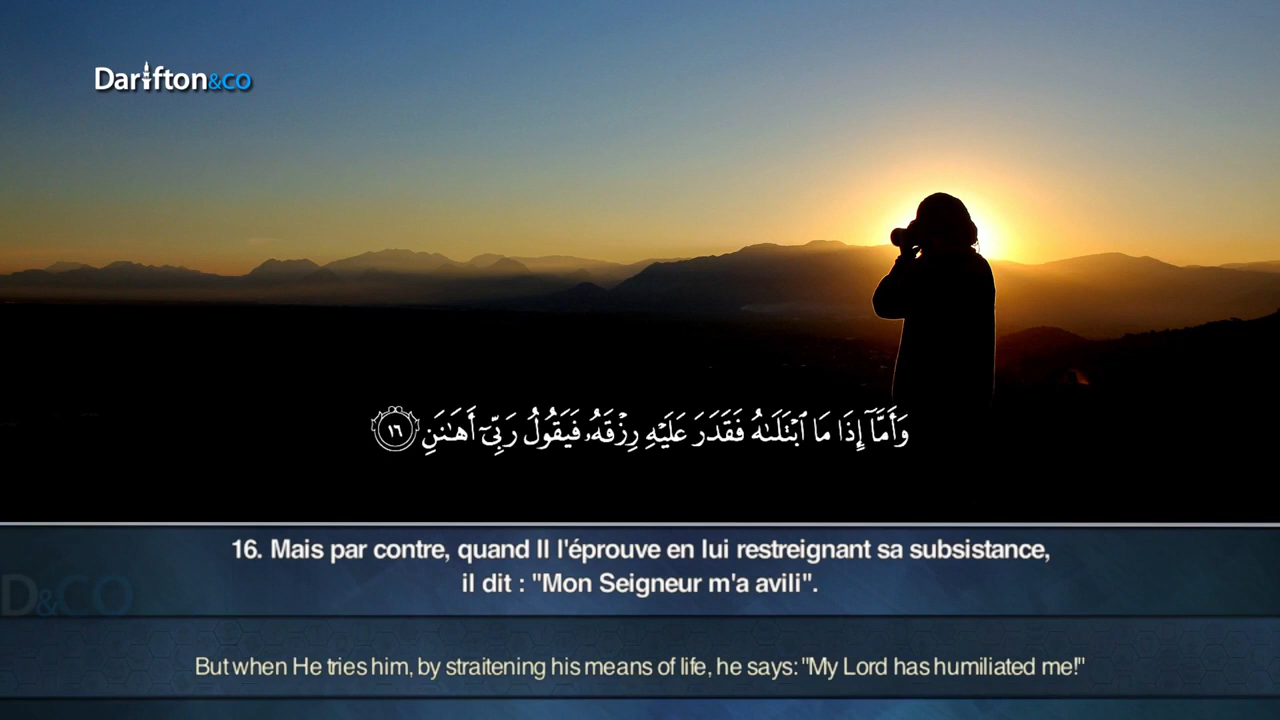 Darifton&co
وَأَمَّآ إِذَا مَا ٱبْتَلَىٰهُ فَقَدَرَ عَلَيْهِ رِزْقَهُۥ فَيَقُولُ رَبِّىٓ أَهَـٰنَنِ ١٦
16. Mais par contre, quand Il l'éprouve en lui restreignant sa subsistance,
il dit : "Mon Seigneur m'a avili".
D&CO
But when He tries him, by straitening his means of life, he says: "My Lord has humiliated me!"